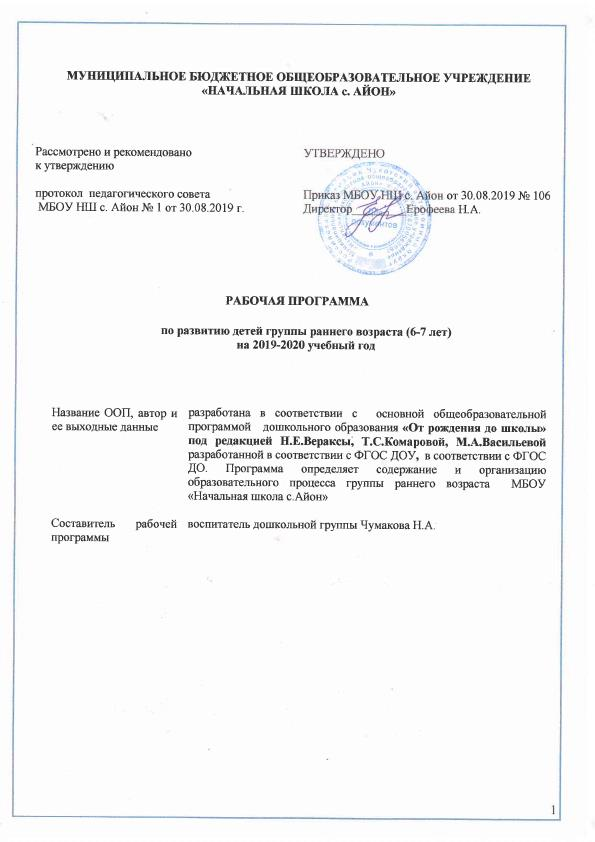 МУНИЦИПАЛЬНОЕ БЮДЖЕТНОЕ ОБЩЕОБРАЗОВАТЕЛЬНОЕ УЧРЕЖДЕНИЕ
«НАЧАЛЬНАЯ ШКОЛА с. АЙОН»
Рассмотрено и рекомендовано
к утверждению
протокол педагогического совета
МБОУ НШ с. Айон № 1 от 30.08.2019 г.
УТВЕРЖДЕНО
Приказ МБОУ НШ с. Айон от 30.08.2019 № 106
Директор Ерофеева Н.А.
документов
РАБОЧАЯ ПРОГРАММА
по развитию детей группы раннего возраста (6-7 лет)
на 2019-2020 учебный год
Название ООП, автор и
ее выходные данные
разработана в соответствии с основной общеобразовательной
программой дошкольного образования «От рождения до школы»
под редакцией Н.Е.Вераксы, Т.С.Комаровой, М.А.Васильевой
разработанной в соответствии с ФГОС ДОУ, в соответствии с ФГОС
ДО. Программа определяет содержание и организацию
образовательного процесса группы раннего возраста МБОУ
«Начальная школа с.Айон»
Составитель рабочей
программы
воспитатель дошкольной группы Чумакова Н.А.
1